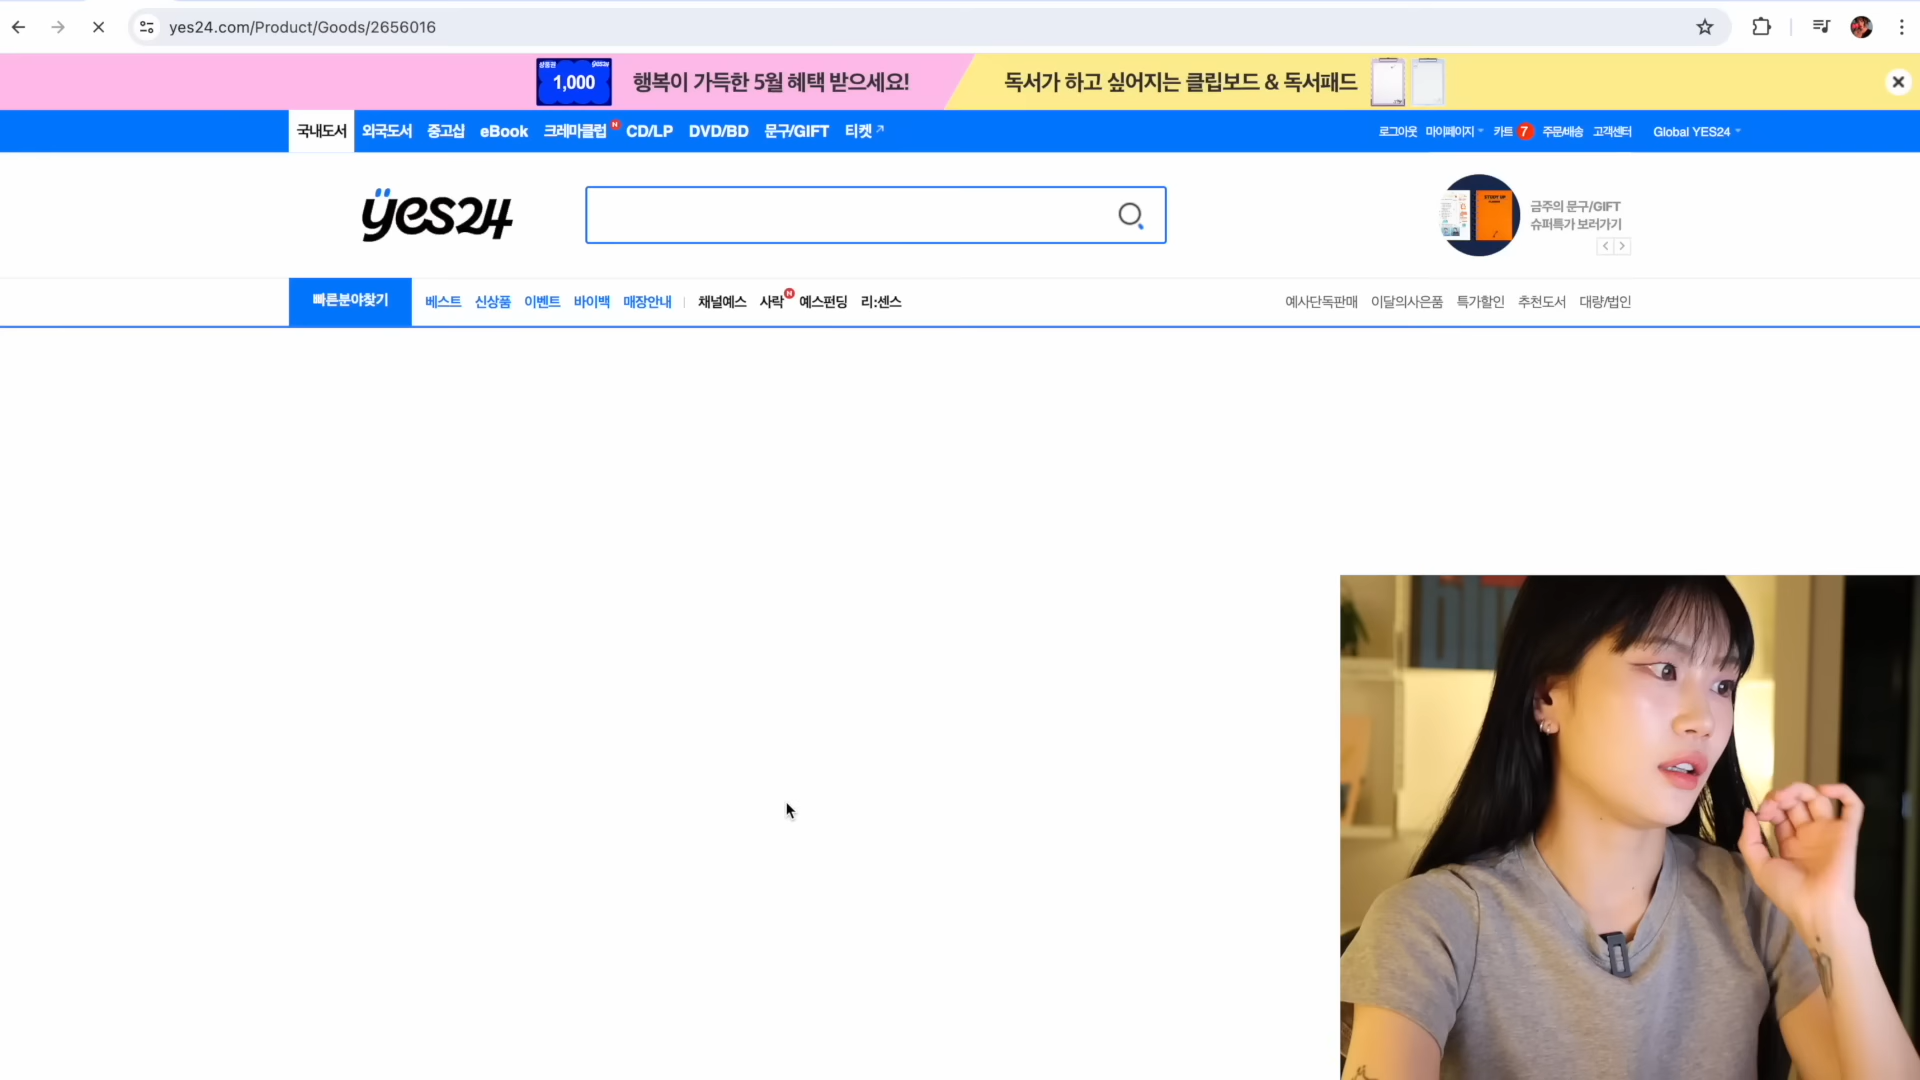 yes24.com/Product/Goods/2656016
상품권 yes24
1,000
행복이 가득한 5월 혜택 받으세요!
독서가 하고 싶어지는 클립보드 & 독서패드
국내도서 외국도서 중고샵 eBook 크레마클럽 N CD/LP DVD/BD 문구/GIFT 티켓
로그아웃 마이페이지 카트 7 주문/배송 고객센터 Global YES24
yes24
금주의 문구/GIFT
슈퍼특가 보러가기
빠른분야찾기 베스트 신상품 이벤트 바이백 매장안내 채널예스 사락 N 예스펀딩 리:센스
예사단독판매 이달의사은품 특가할인 추천도서 대량/법인